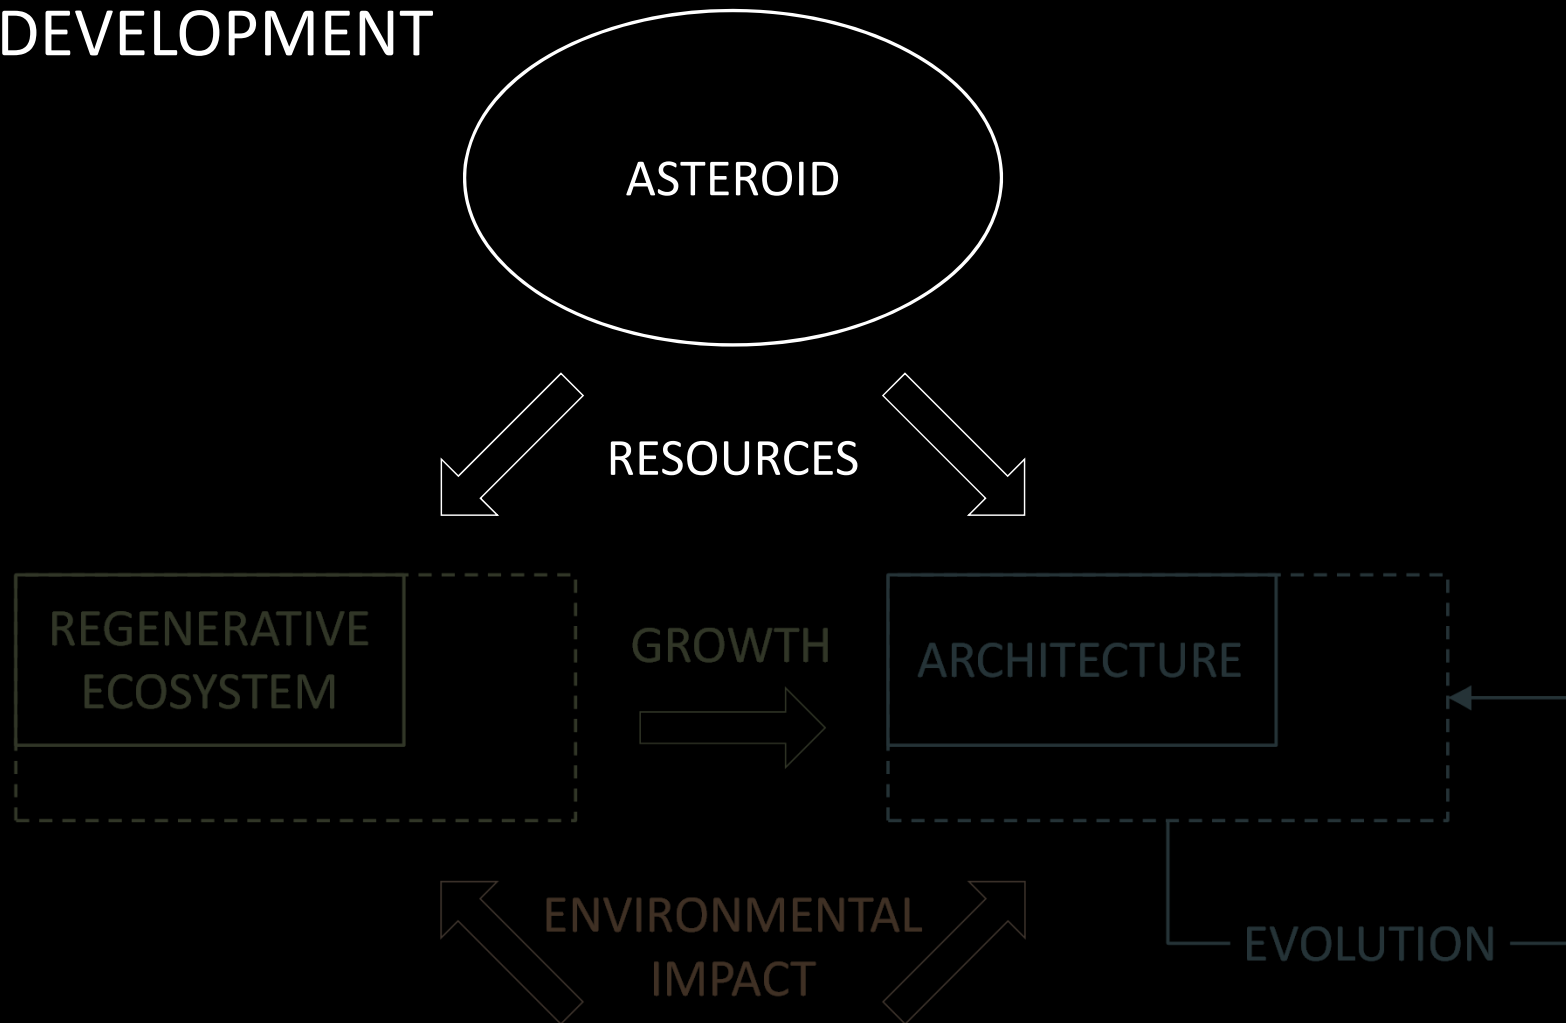 DEVELOPMENT
ASTEROID
RESOURCES
REGENERATIVE
ECOSYSTEM
GROWTH
ARCHITECTURE
ENVIRONMENTAL
IMPACT
EVOLUTION